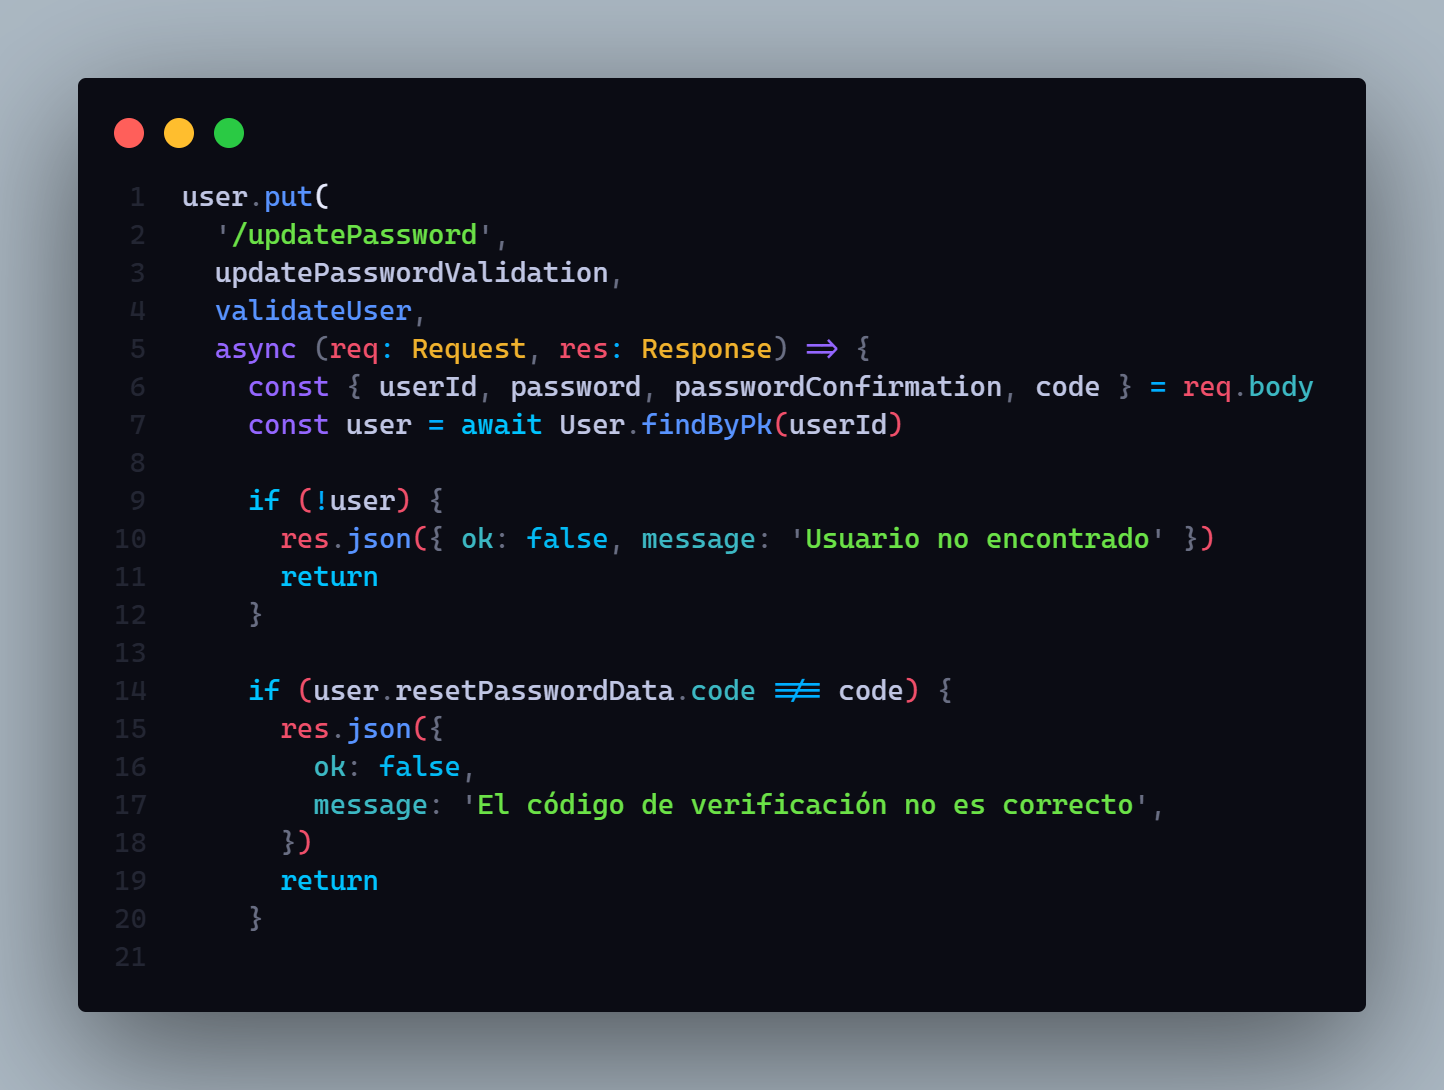 1 user.put(
2   '/updatePassword',
3   updatePasswordValidation,
4   validateUser,
5   async (req: Request, res: Response) => {
6     const { userId, password, passwordConfirmation, code } = req.body
7     const user = await User.findByPk(userId)
8
9     if (!user) {
10       res.json({ ok: false, message: 'Usuario no encontrado' })
11       return
12     }
13
14     if (user.resetPasswordData.code !== code) {
15       res.json({
16         ok: false,
17         message: 'El código de verificación no es correcto',
18       })
19       return
20     }
21